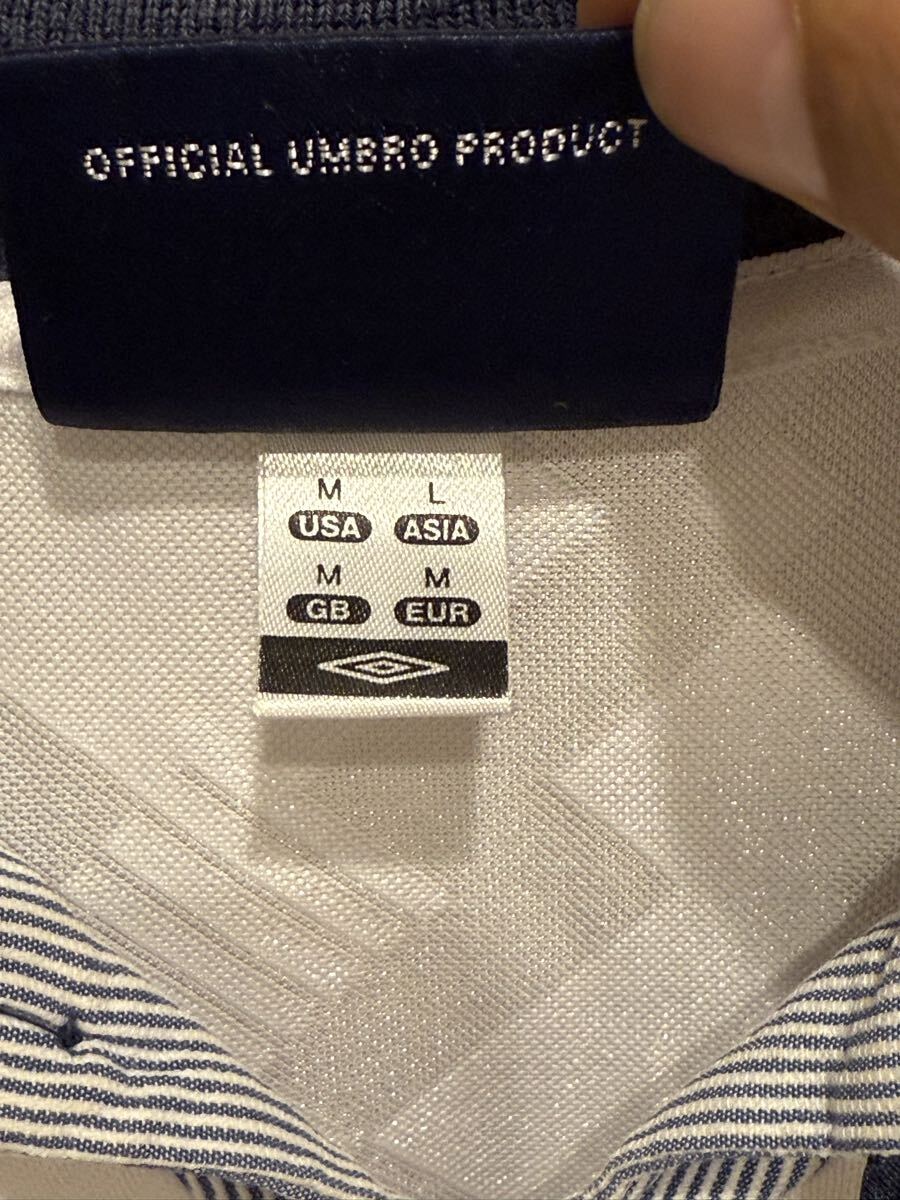 OFFICIAL UMBRO PRODUCT
M L
USA ASIA
M M
GB EUR